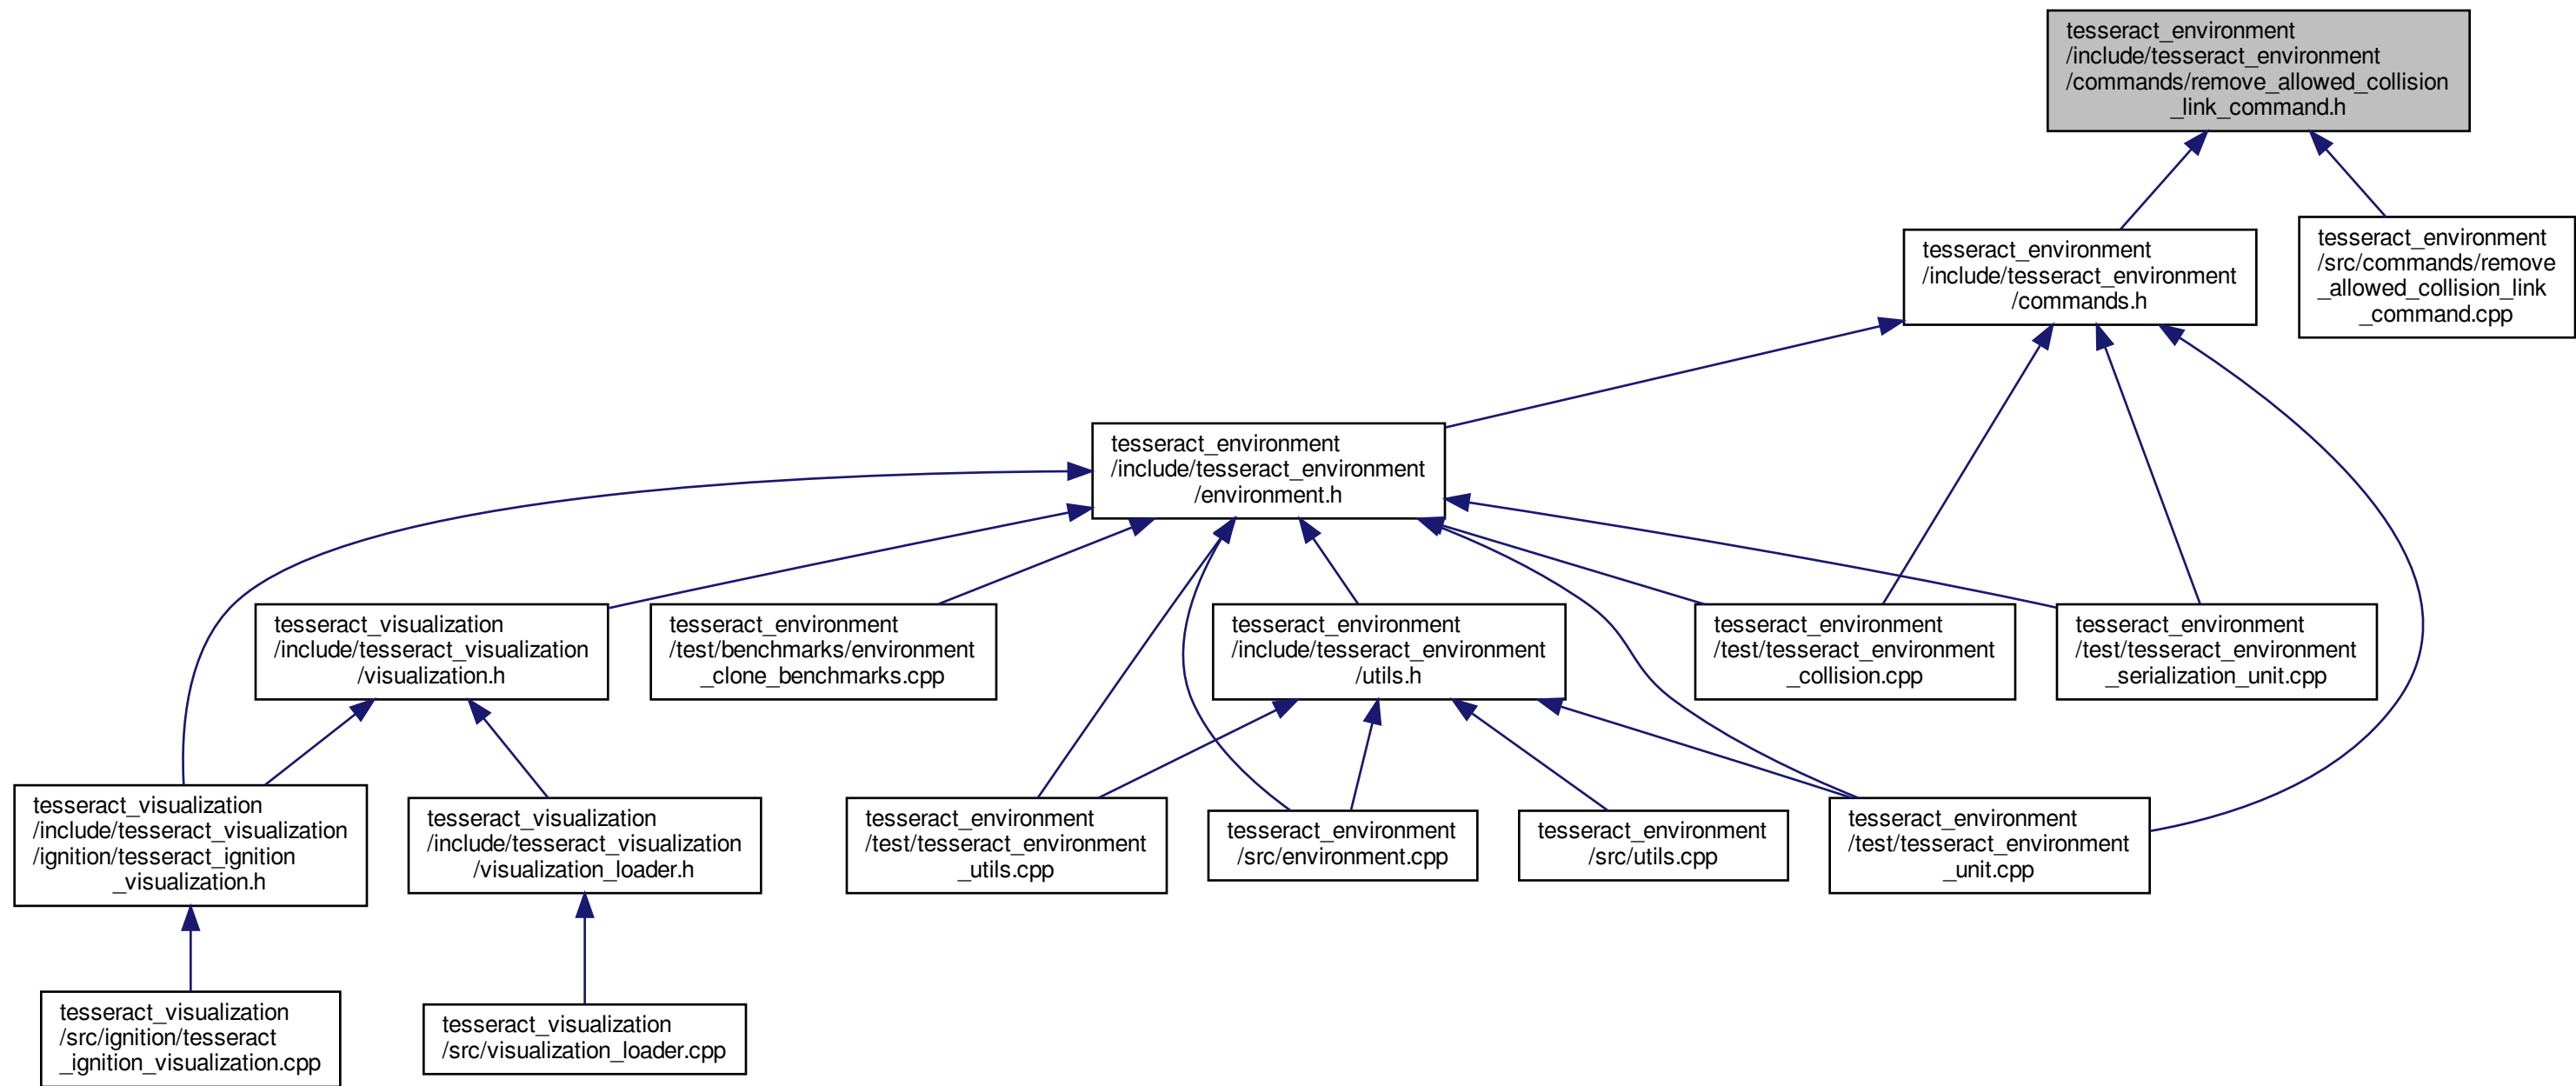 tesseract_environment
/include/tesseract_environment
/commands/remove_allowed_collision
_link_command.h
tesseract_environment
/include/tesseract_environment
/commands.h
tesseract_environment
/src/commands/remove
_allowed_collision_link
_command.cpp
tesseract_environment
/include/tesseract_environment
/environment.h
tesseract_visualization
/include/tesseract_visualization
/visualization.h
tesseract_environment
/test/benchmarks/environment
_clone_benchmarks.cpp
tesseract_environment
/include/tesseract_environment
/utils.h
tesseract_environment
/test/tesseract_environment
_collision.cpp
tesseract_environment
/test/tesseract_environment
_serialization_unit.cpp
tesseract_visualization
/include/tesseract_visualization
/ignition/tesseract_ignition
_visualization.h
tesseract_visualization
/include/tesseract_visualization
/visualization_loader.h
tesseract_environment
/test/tesseract_environment
_utils.cpp
tesseract_environment
/src/environment.cpp
tesseract_environment
/src/utils.cpp
tesseract_environment
/test/tesseract_environment
_unit.cpp
tesseract_visualization
/src/ignition/tesseract
_ignition_visualization.cpp
tesseract_visualization
/src/visualization_loader.cpp